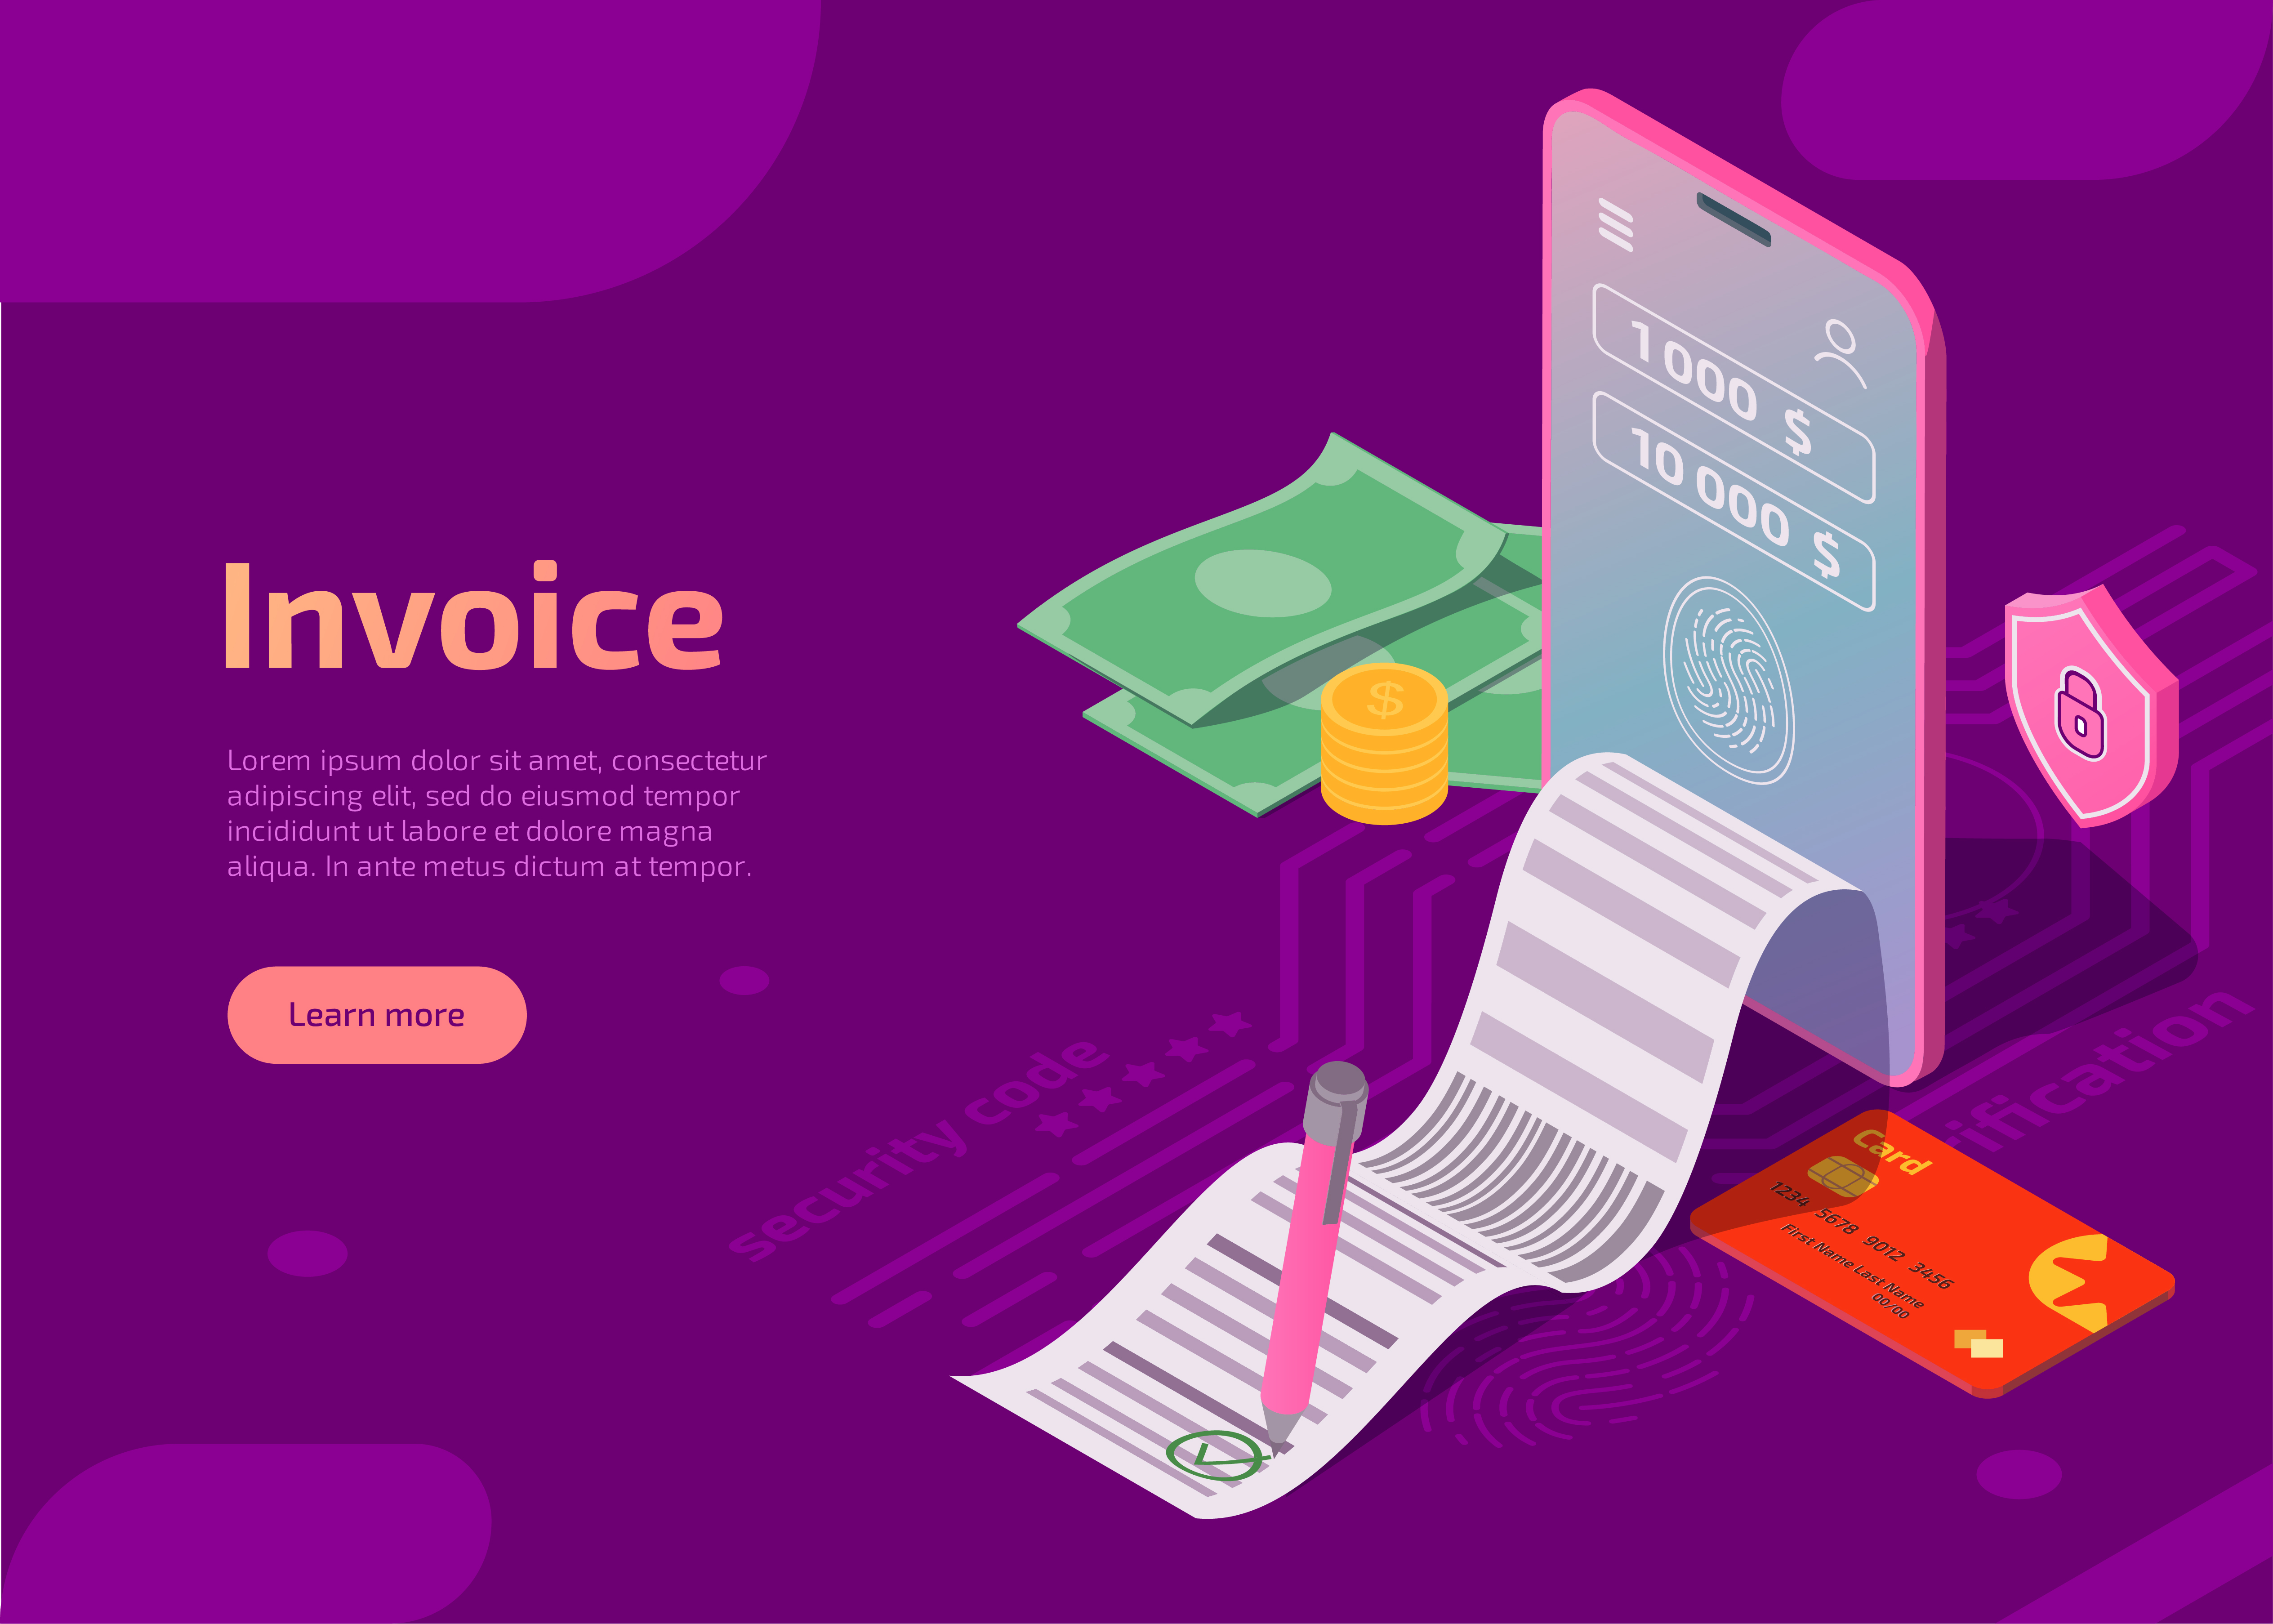 Invoice
Lorem ipsum dolor sit amet, consectetur
adipiscing elit, sed do eiusmod tempor
incididunt ut labore et dolore magna
aliqua. In ante metus dictum at tempor.
Learn more
1 000 $
10 000 $
$
security code
ification
Card
1234 5678 9012 3456
First Name Last Name
00/00